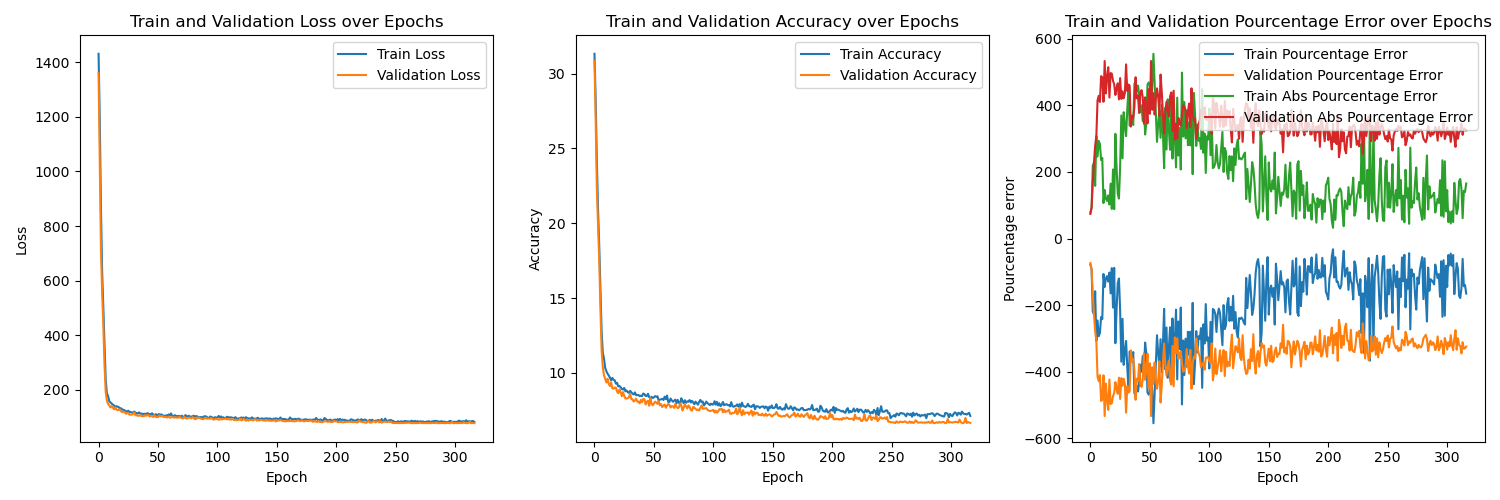 Train and Validation Loss over Epochs
Loss
1400
1200
1000
800
600
400
200
0
50
100
150
200
250
300
Epoch
Train Loss
Validation Loss
Train and Validation Accuracy over Epochs
Accuracy
30
25
20
15
10
0
50
100
150
200
250
300
Epoch
Train Accuracy
Validation Accuracy
Train and Validation Pourcentage Error over Epochs
Pourcentage error
600
400
200
0
−200
−400
−600
0
50
100
150
200
250
300
Epoch
Train Pourcentage Error
Validation Pourcentage Error
Train Abs Pourcentage Error
Validation Abs Pourcentage Error